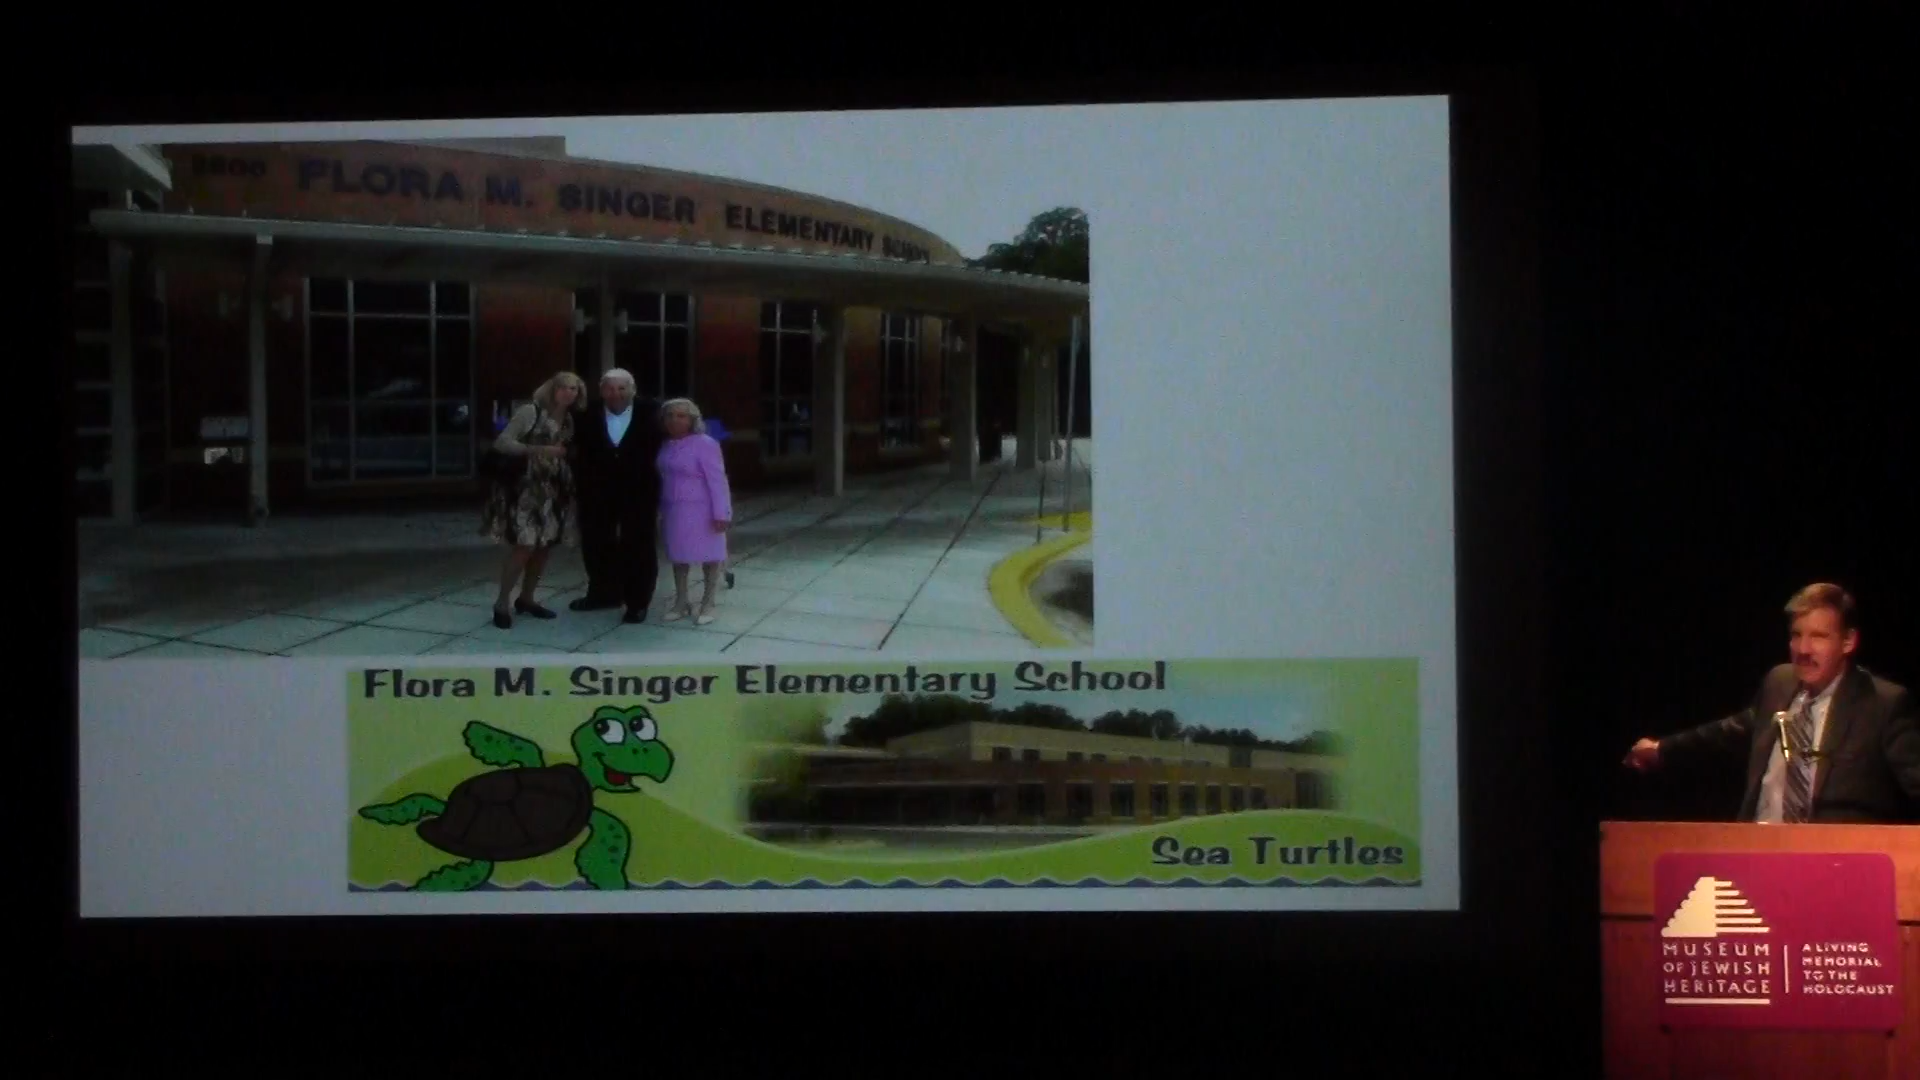 2600 FLORA M. SINGER ELEMENTARY SCHOOL
Flora M. Singer Elementary School
Sea Turtles
MUSEUM
OF JEWISH
HERITAGE
A LIVING
MEMORIAL
TO THE
HOLOCAUST